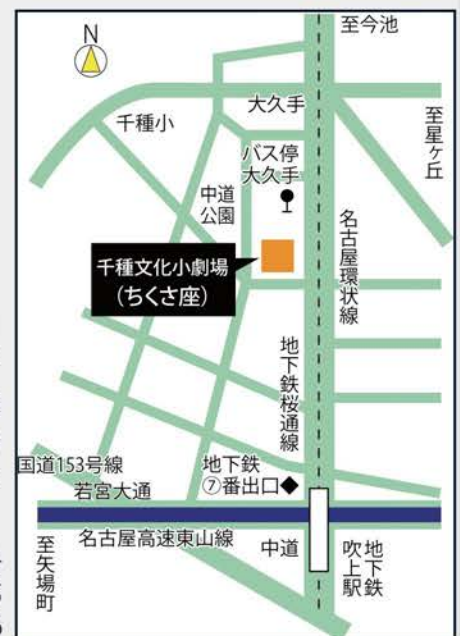 N
至今池
大久手
千種小
至星ヶ丘
バス停
大久手
中道
公園
千種文化小劇場
(ちくさ座)
名古屋環状線
地下鉄桜通線
国道153号線
若宮大通
地下鉄
⑦番出口◆
名古屋高速東山線
中道
至矢場町
地下鉄
吹上駅